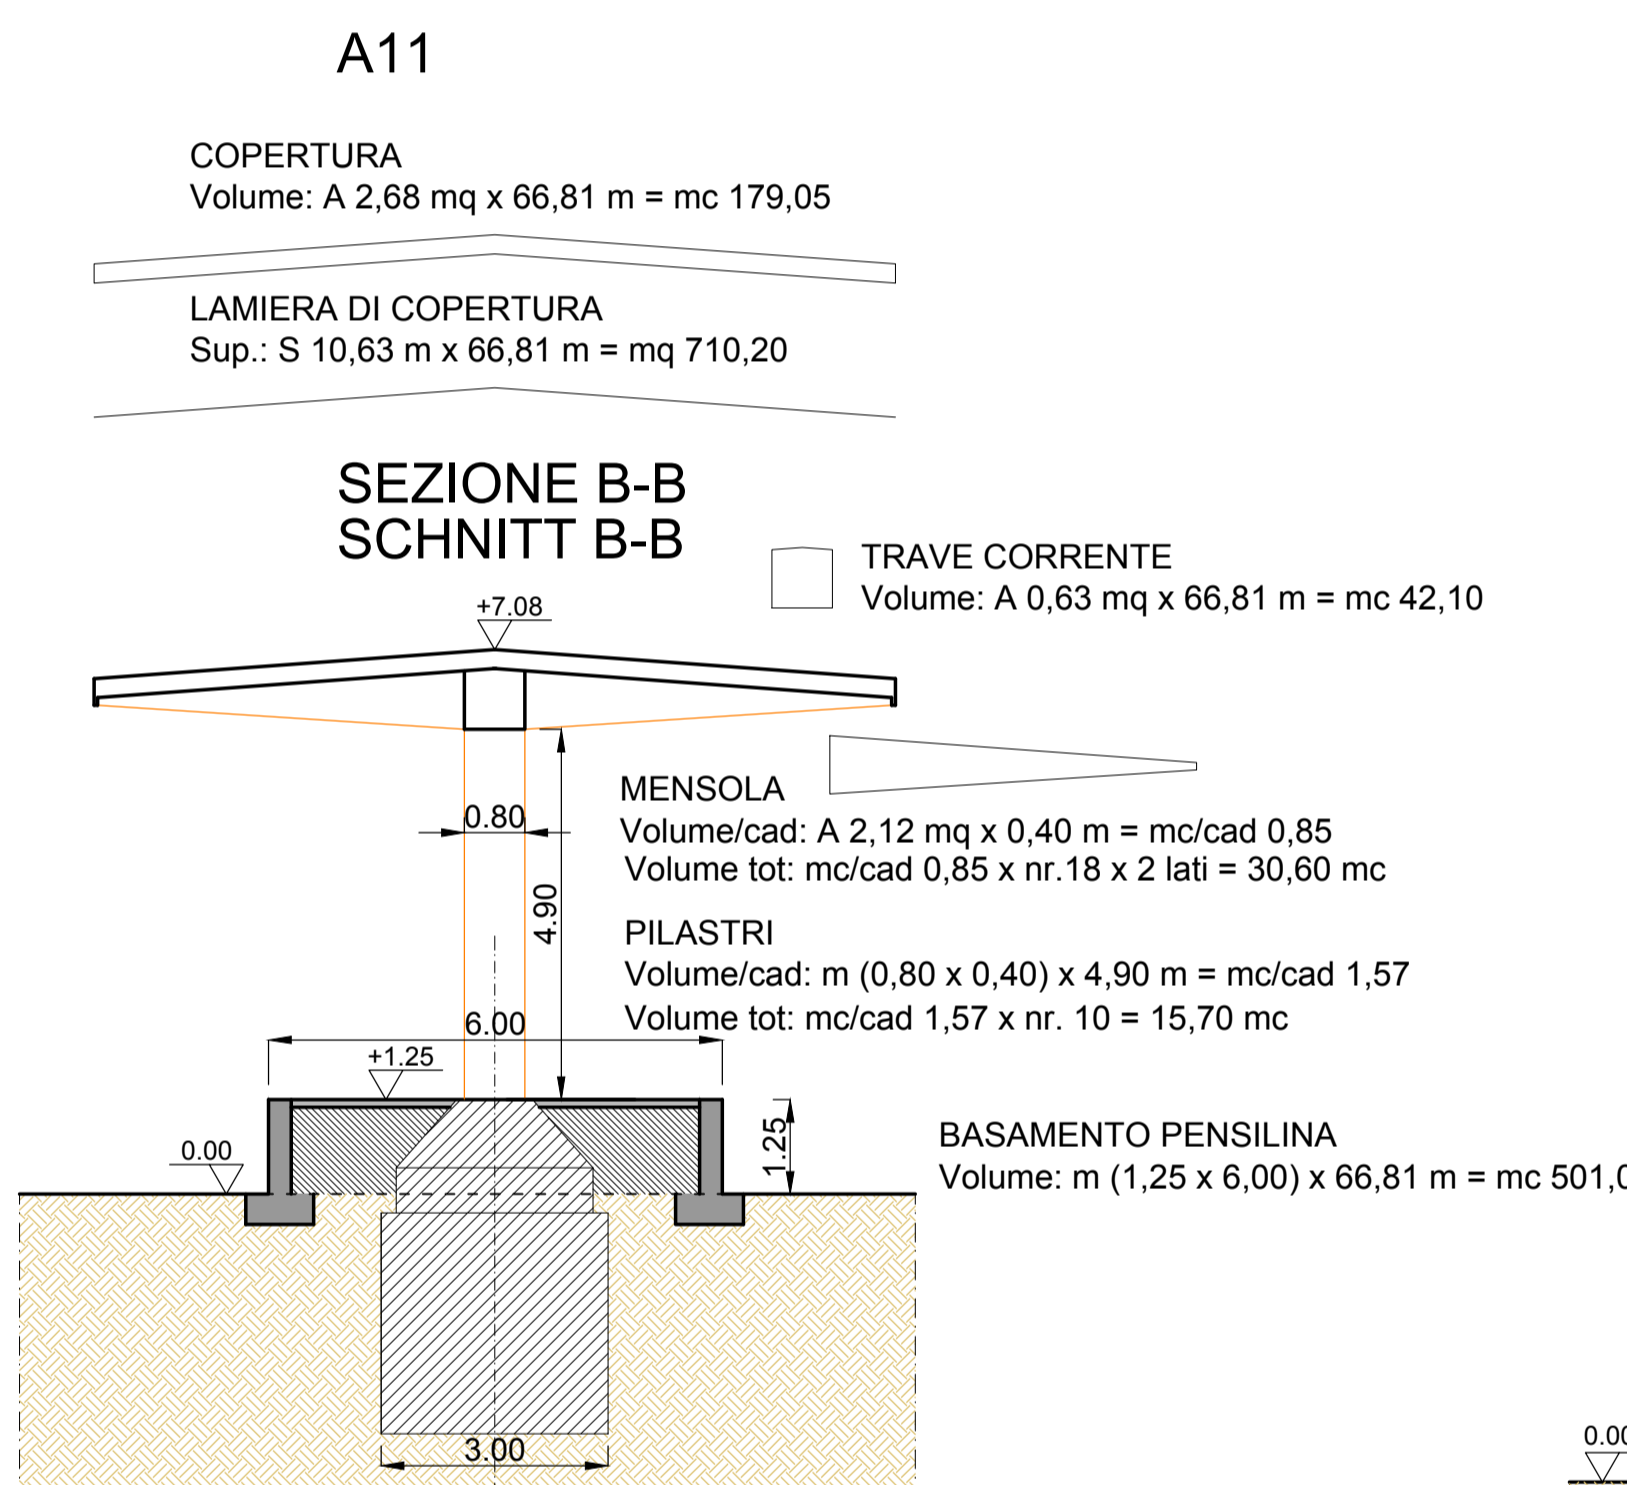 A11
COPERTURA
Volume: A 2,68 mq x 66,81 m = mc 179,05
LAMIERA DI COPERTURA
Sup.: S 10,63 m x 66,81 m = mq 710,20
SEZIONE B-B
SCHNITT B-B
TRAVE CORRENTE
Volume: A 0,63 mq x 66,81 m = mc 42,10
+7.08
MENSOLA
Volume/cad: A 2,12 mq x 0,40 m = mc/cad 0,85
Volume tot: mc/cad 0,85 x nr.18 x 2 lati = 30,60 mc
0.80
4.90
PILASTRI
Volume/cad: m (0,80 x 0,40) x 4,90 m = mc/cad 1,57
Volume tot: mc/cad 1,57 x nr. 10 = 15,70 mc
6.00
+1.25
1.25
0.00
BASAMENTO PENSILINA
Volume: m (1,25 x 6,00) x 66,81 m = mc 501,0
3.00
0.00